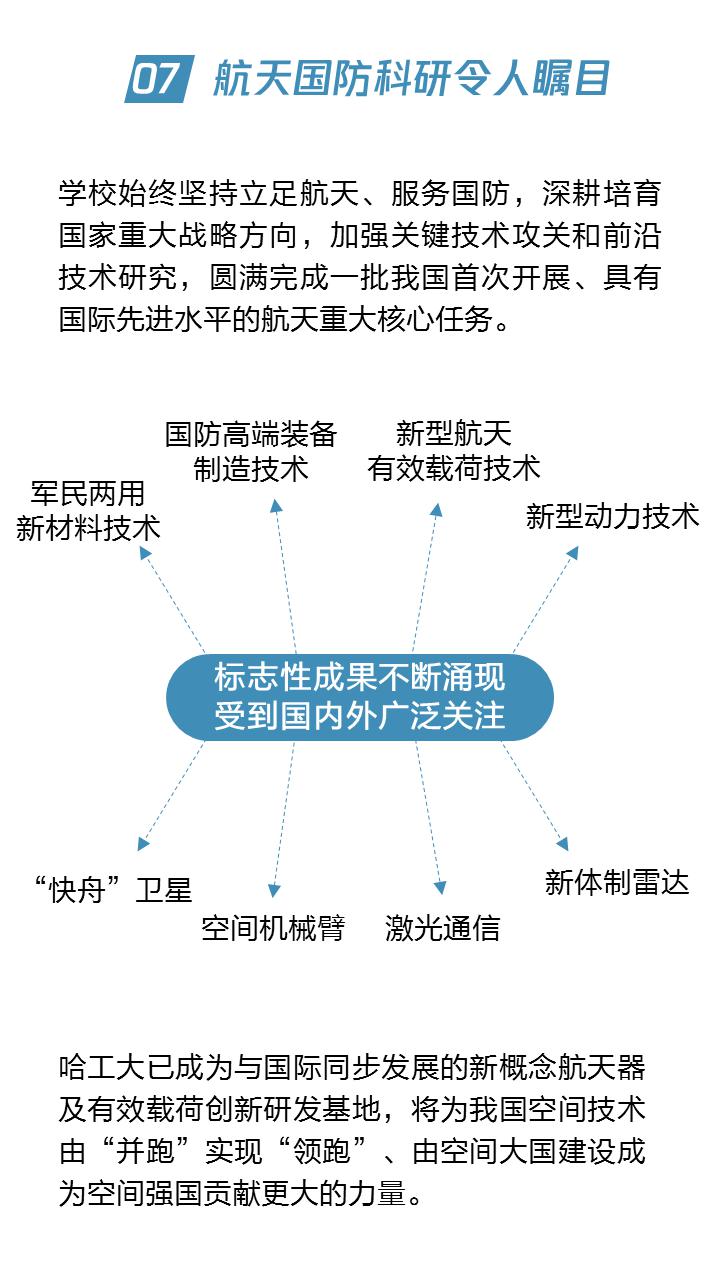 07 航天国防科研令人瞩目
学校始终坚持立足航天、服务国防，深耕培育
国家重大战略方向，加强关键技术攻关和前沿
技术研究，圆满完成一批我国首次开展、具有
国际先进水平的航天重大核心任务。
军民两用
新材料技术
国防高端装备
制造技术
新型航天
有效载荷技术
新型动力技术
标志性成果不断涌现
受到国内外广泛关注
“快舟”卫星
空间机械臂
激光通信
新体制雷达
哈工大已成为与国际同步发展的新概念航天器
及有效载荷创新研发基地，将为我国空间技术
由“并跑”实现“领跑”、由空间大国建设成
为空间强国贡献更大的力量。